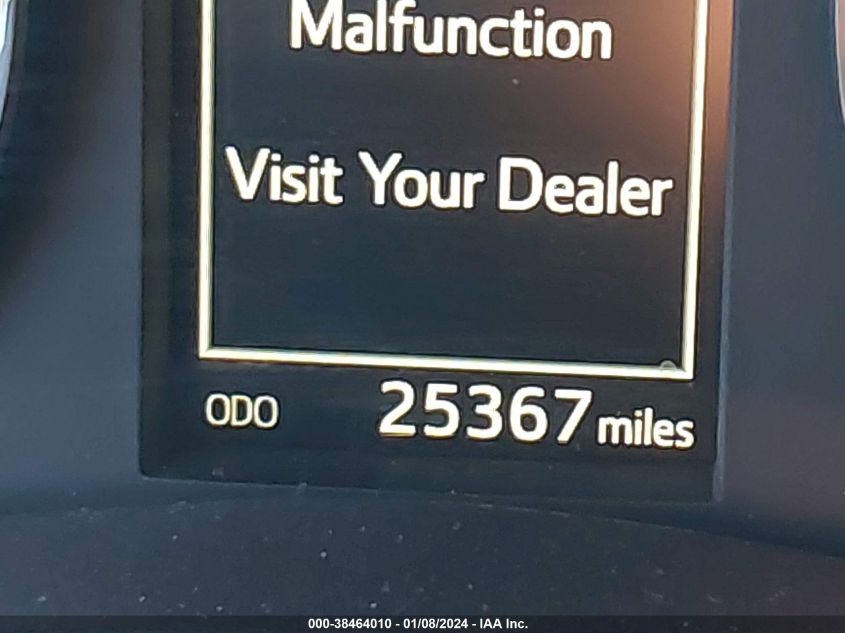 Malfunction
Visit Your Dealer
ODO 25367 miles
000-38464010 - 01/08/2024 - IAA Inc.